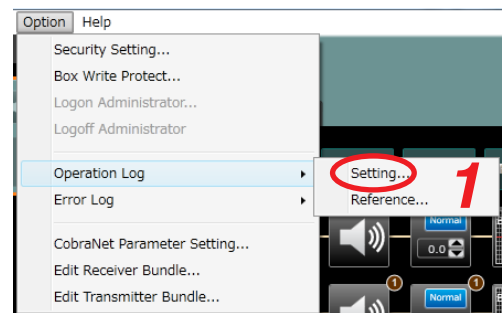 Option Help
Security Setting...
Box Write Protect...
Logon Administrator...
Logoff Administrator
Operation Log
Setting...
1
Error Log
Reference...
Normal
0.0
CobraNet Parameter Setting...
Edit Receiver Bundle...
1
1
Edit Transmitter Bundle...
Normal